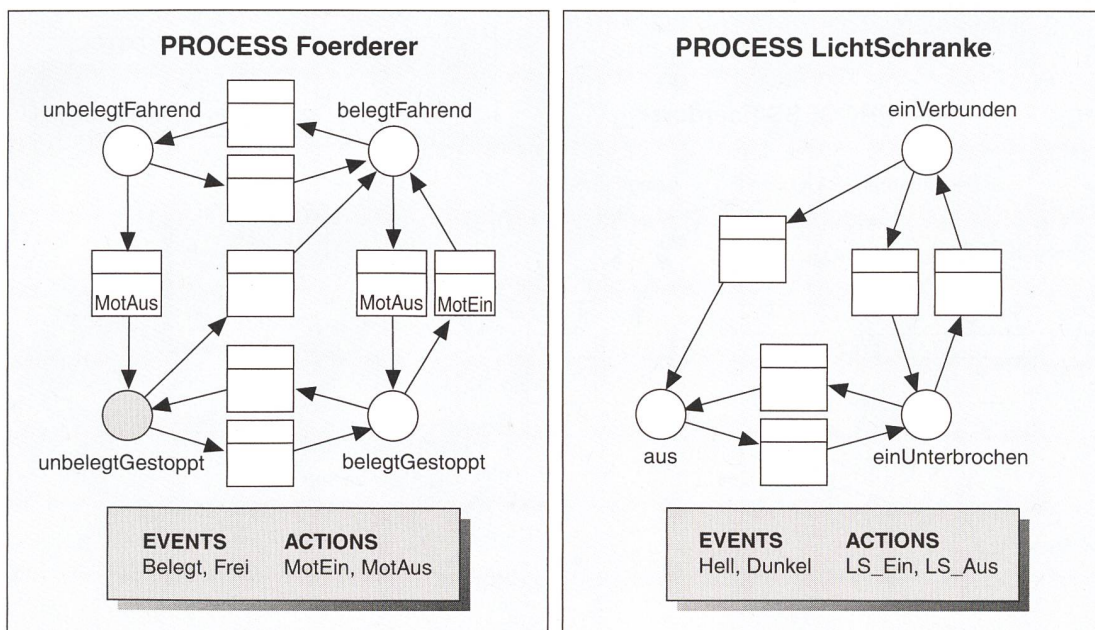 PROCESS Foerderer
unbelegtFahrend
belegtFahrend
MotAus
MotAus
MotEin
unbelegtGestoppt
belegtGestoppt
EVENTS ACTIONS
Belegt, Frei MotEin, MotAus
PROCESS LichtSchranke
einVerbunden
aus
einUnterbrochen
EVENTS ACTIONS
Hell, Dunkel LS_Ein, LS_Aus